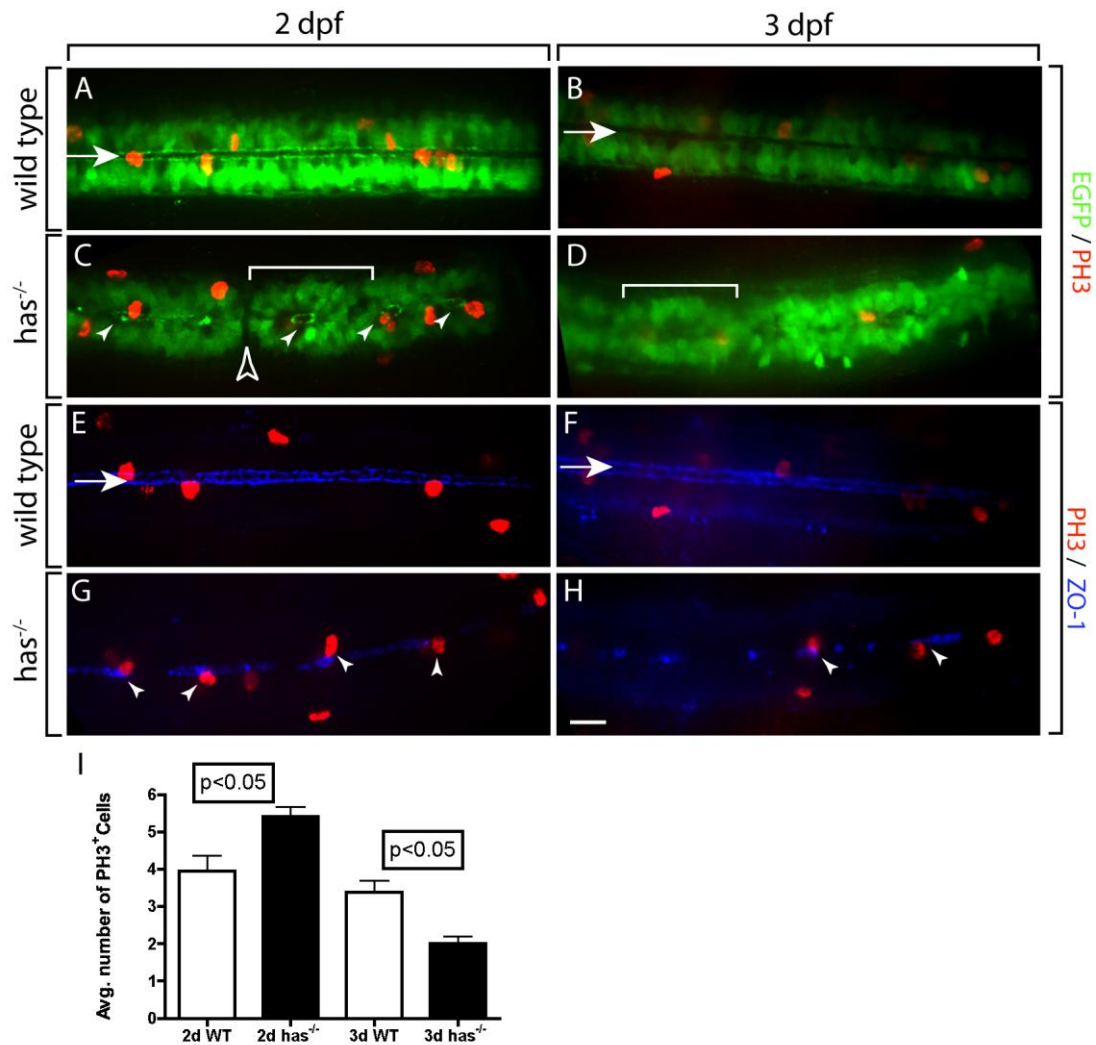 2 dpf
3 dpf
wild type
A
B
has-/-
C
D
EGFP / PH3
wild type
E
F
has-/-
G
H
PH3 / ZO-1
I
p<0.05
p<0.05
Avg. number of PH3+Cells
6
5
4
3
2
1
0
2d WT
2d has-/-
3d WT
3d has-/-